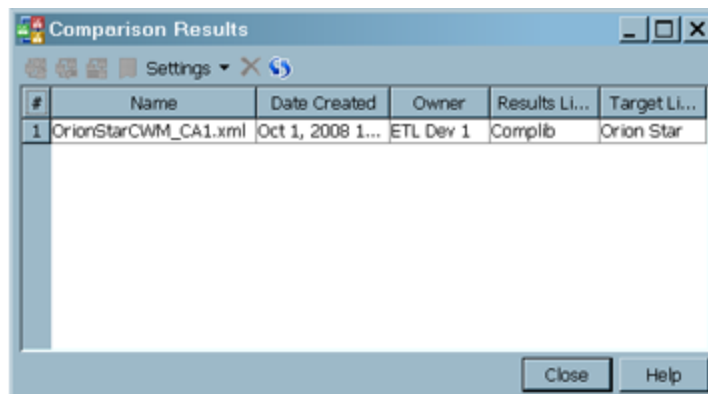 Comparison Results
Settings
# Name Date Created Owner Results Li... Target Li...
1 OrionStarCWM_CA1.xml Oct 1, 2008 1... ETL Dev 1 Complib Orion Star
Close Help